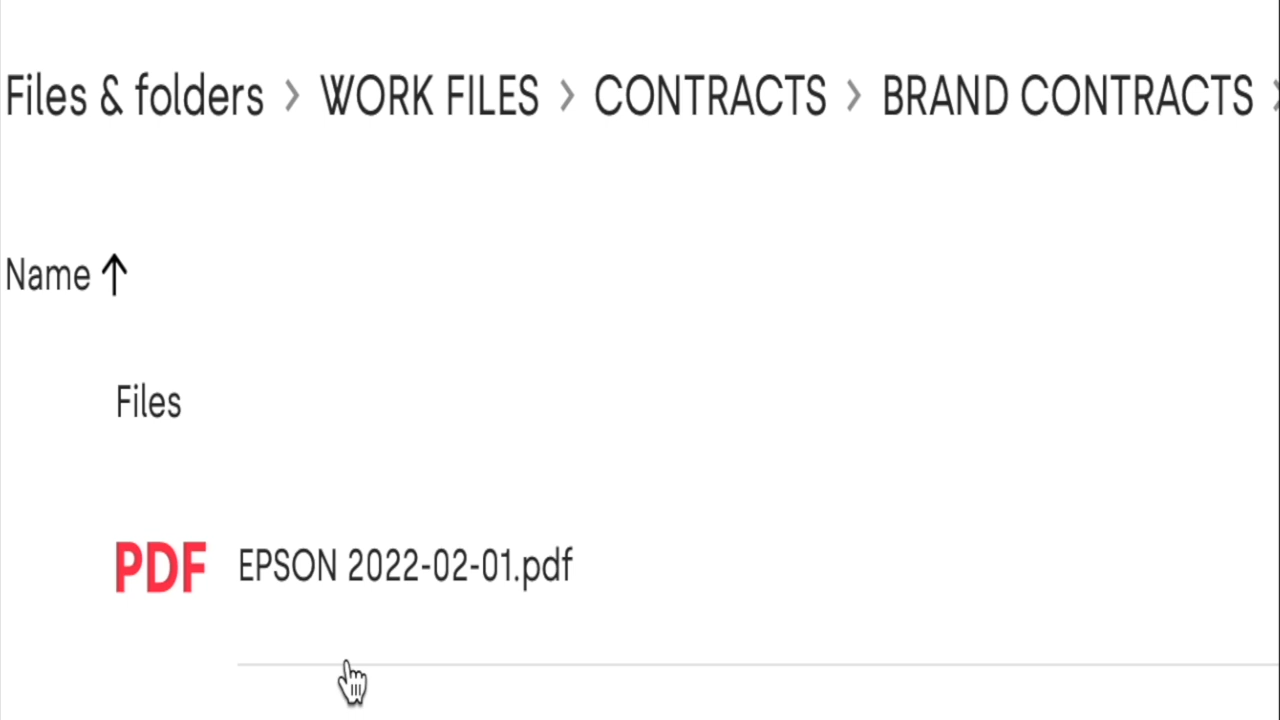 Files & folders > WORK FILES > CONTRACTS > BRAND CONTRACTS >
Name ↑
Files
PDF EPSON 2022-02-01.pdf